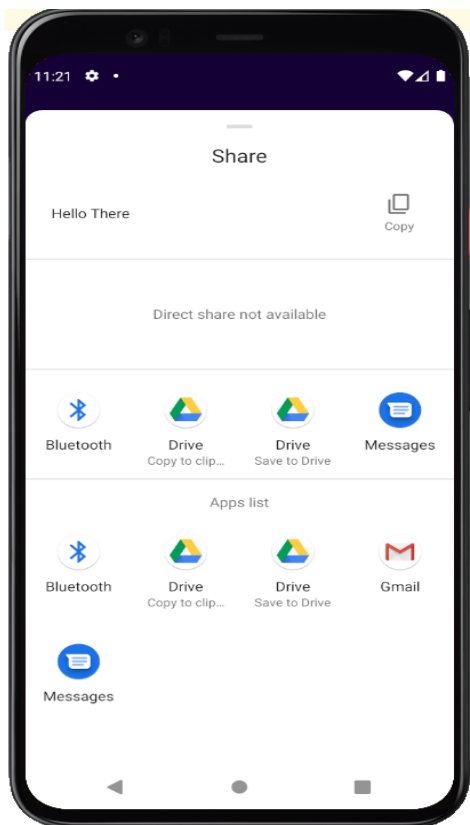 11:21
Share
Hello There
Copy
Direct share not available
Bluetooth Drive Drive Messages
Copy to clip... Save to Drive
Apps list
Bluetooth Drive Drive Gmail
Copy to clip... Save to Drive
Messages